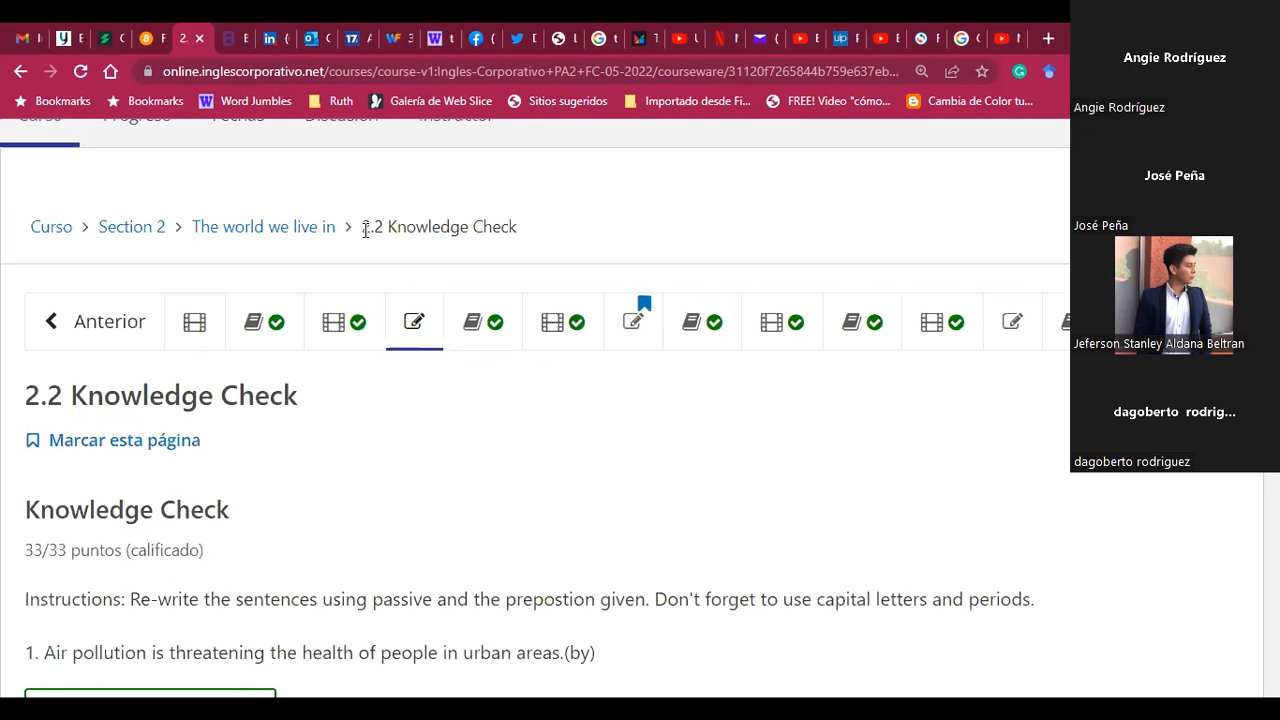 online.inglescorporativo.net/courses/course-v1:Ingles-Corporativo+PA2+FC-05-2022/courseware/31120f7265844b759e637eb...
Bookmarks
Bookmarks
Word Jumbles
Ruth
Galería de Web Slice
Sitios sugeridos
Importado desde Fi...
FREE! Video "cómo...
Cambia de Color tu...
Curso
Progreso
Fechas
Discusión
Instructor
Curso > Section 2 > The world we live in > 2.2 Knowledge Check
Anterior
2.2 Knowledge Check
Marcar esta página
Knowledge Check
33/33 puntos (calificado)
Instructions: Re-write the sentences using passive and the prepostion given. Don't forget to use capital letters and periods.
1. Air pollution is threatening the health of people in urban areas.(by)
Angie Rodríguez
Angie Rodríguez
José Peña
José Peña
Jeferson Stanley Aldana Beltran
dagoberto rodrig...
dagoberto rodriguez